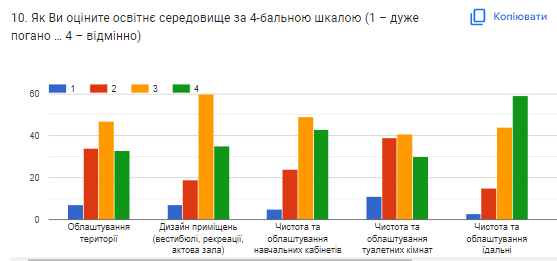 10. Як Ви оціните освітнє середовище за 4-бальною шкалою (1 – дуже
погано ... 4 – відмінно)
Копіювати
1 2 3 4
60
40
20
0
Облаштування
території
Дизайн приміщень
(вестибюлі, рекреації,
актова зала)
Чистота та
облаштування
навчальних кабінетів
Чистота та
облаштування
туалетних кімнат
Чистота та
облаштування
їдальні